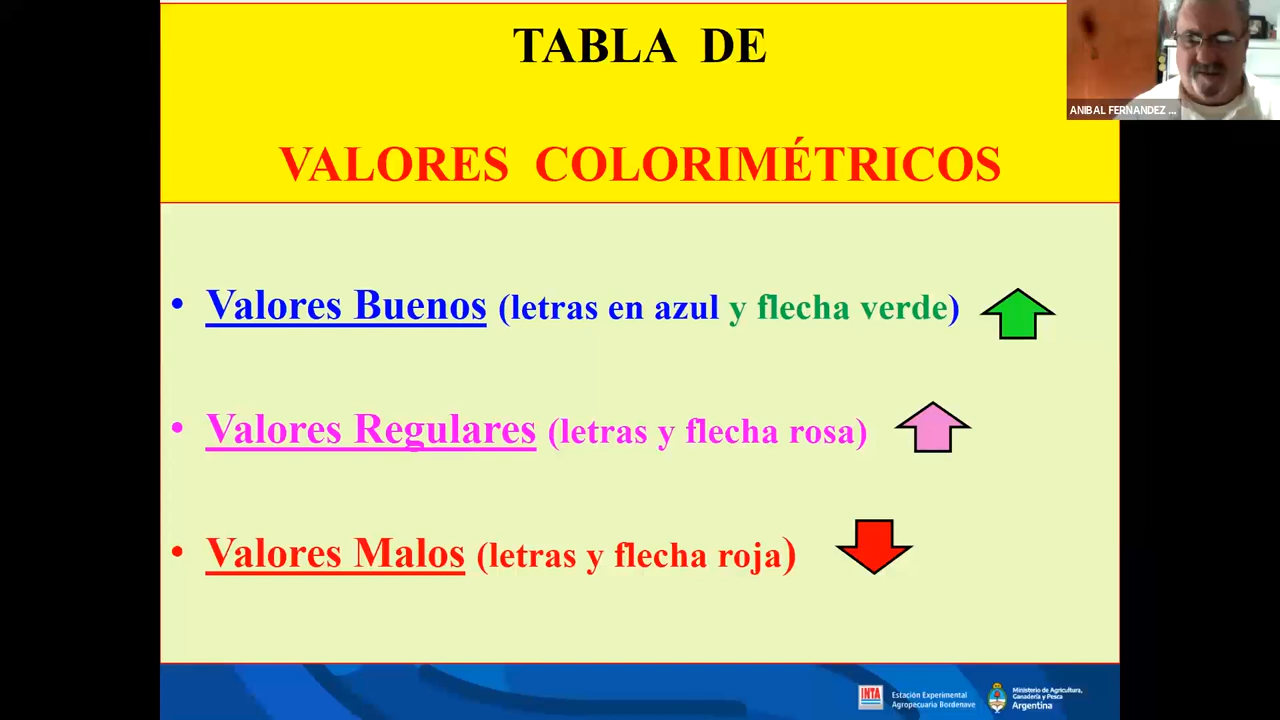 TABLA DE
VALORES COLORIMÉTRICOS
• Valores Buenos (letras en azul y flecha verde)
• Valores Regulares (letras y flecha rosa)
• Valores Malos (letras y flecha roja)
ANIBAL FERNANDEZ ...
INTA
Estación Experimental
Agropecuaria Bordenave
Ministerio de Agricultura,
Ganadería y Pesca
Argentina